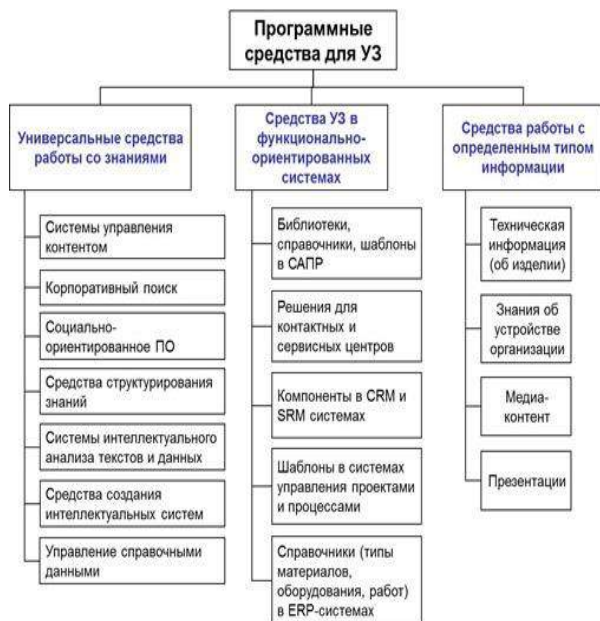 Программные
средства для УЗ
Универсальные средства
работы со знаниями
Системы управления
контентом
Корпоративный поиск
Социально-
ориентированное ПО
Средства структурирования
знаний
Системы интеллектуального
анализа текстов и данных
Средства создания
интеллектуальных систем
Управление справочными
данными
Средства УЗ в
функционально-
ориентированных
системах
Библиотеки,
справочники, шаблоны
в САПР
Решения для
контактных и
сервисных центров
Компоненты в CRM и
SRM системах
Шаблоны в системах
управления проектами
и процессами
Справочники (типы
материалов,
оборудования, работ)
в ERP-системах
Средства работы с
определенным типом
информации
Техническая
информация
(об изделии)
Знания об
устройстве
организации
Медиа-
контент
Презентации